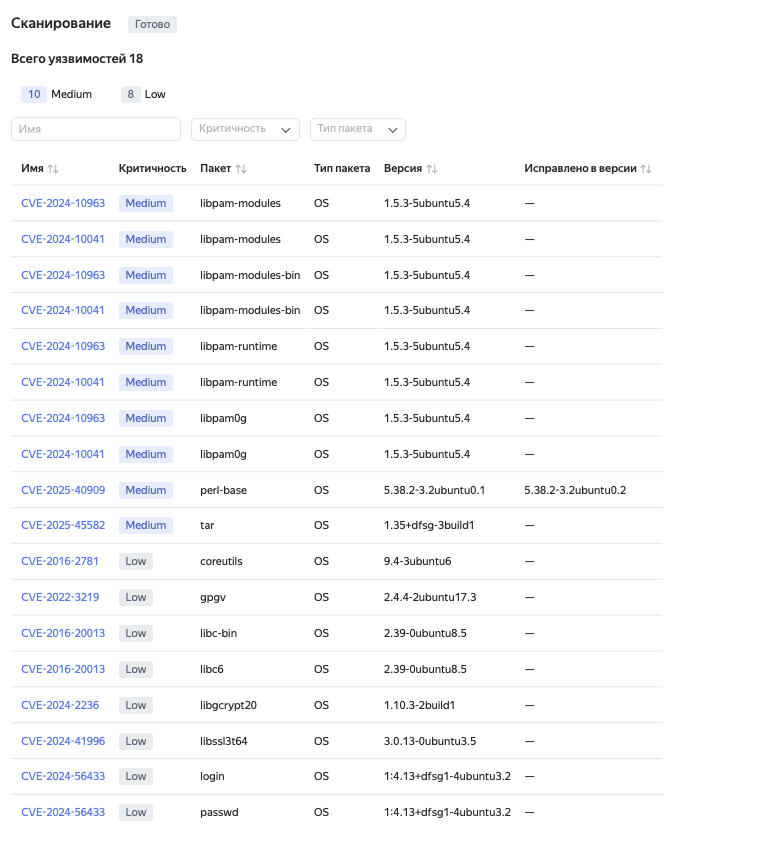 Сканирование Готово
Всего уязвимостей 18
10 Medium 8 Low
Имя Критичность Тип пакета
Имя Критичность Пакет Тип пакета Версия Исправлено в версии
CVE-2024-10963 Medium libpam-modules OS 1.5.3-5ubuntu5.4 —
CVE-2024-10041 Medium libpam-modules OS 1.5.3-5ubuntu5.4 —
CVE-2024-10963 Medium libpam-modules-bin OS 1.5.3-5ubuntu5.4 —
CVE-2024-10041 Medium libpam-modules-bin OS 1.5.3-5ubuntu5.4 —
CVE-2024-10963 Medium libpam-runtime OS 1.5.3-5ubuntu5.4 —
CVE-2024-10041 Medium libpam-runtime OS 1.5.3-5ubuntu5.4 —
CVE-2024-10963 Medium libpam0g OS 1.5.3-5ubuntu5.4 —
CVE-2024-10041 Medium libpam0g OS 1.5.3-5ubuntu5.4 —
CVE-2025-40909 Medium perl-base OS 5.38.2-3.2ubuntu0.1 5.38.2-3.2ubuntu0.2
CVE-2025-45582 Medium tar OS 1.35+dfsg-3build1 —
CVE-2016-2781 Low coreutils OS 9.4-3ubuntu6 —
CVE-2022-3219 Low gpgv OS 2.4.4-2ubuntu17.3 —
CVE-2016-20013 Low libc-bin OS 2.39-0ubuntu8.5 —
CVE-2016-20013 Low libc6 OS 2.39-0ubuntu8.5 —
CVE-2024-2236 Low libgcrypt20 OS 1.10.3-2build1 —
CVE-2024-41996 Low libssl3t64 OS 3.0.13-0ubuntu3.5 —
CVE-2024-56433 Low login OS 1:4.13+dfsg1-4ubuntu3.2 —
CVE-2024-56433 Low passwd OS 1:4.13+dfsg1-4ubuntu3.2 —